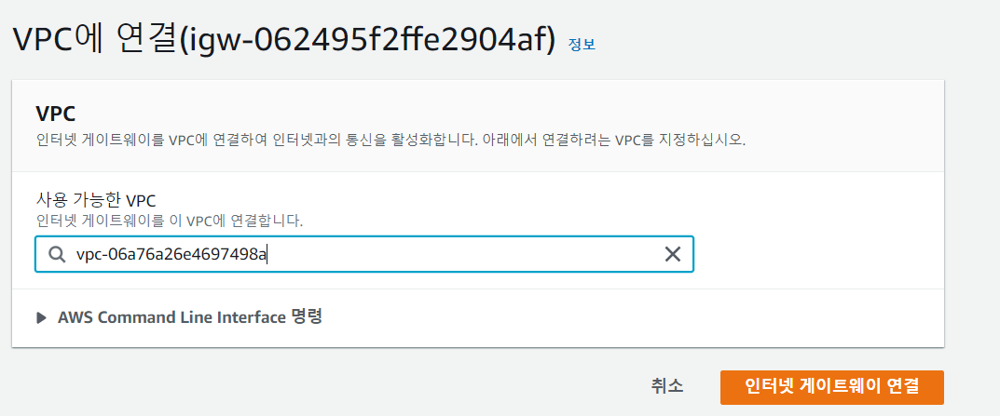 VPC에 연결(igw-062495f2ffe2904af) 정보
VPC
인터넷 게이트웨이를 VPC에 연결하여 인터넷과의 통신을 활성화합니다. 아래에서 연결하려는 VPC를 지정하십시오.
사용 가능한 VPC
인터넷 게이트웨이를 이 VPC에 연결합니다.
vpc-06a76a26e4697498a
AWS Command Line Interface 명령
취소 인터넷 게이트웨이 연결